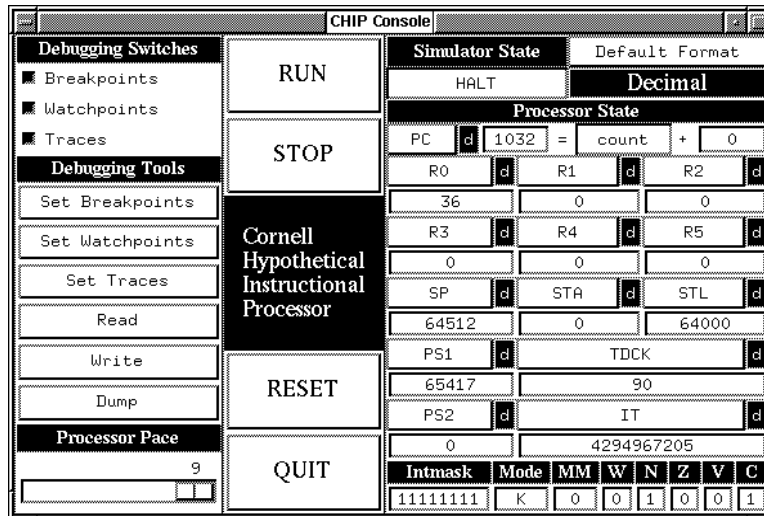 CHIP Console
Debugging Switches
Breakpoints
Watchpoints
Traces
Debugging Tools
Set Breakpoints
Set Watchpoints
Set Traces
Read
Write
Dump
Processor Pace
9
RUN
STOP
Cornell
Hypothetical
Instructional
Processor
RESET
QUIT
Simulator State Default Format
HALT Decimal
Processor State
PC d 1032 = count + 0
R0 d R1 d R2 d
36 0 0
R3 d R4 d R5 d
0 0 0
SP d STA d STL d
64512 0 64000
PS1 d TDCK d
65417 90
PS2 d IT d
0 4294967205
Intmask Mode MM W N Z V C
11111111 K 0 0 1 0 0 1